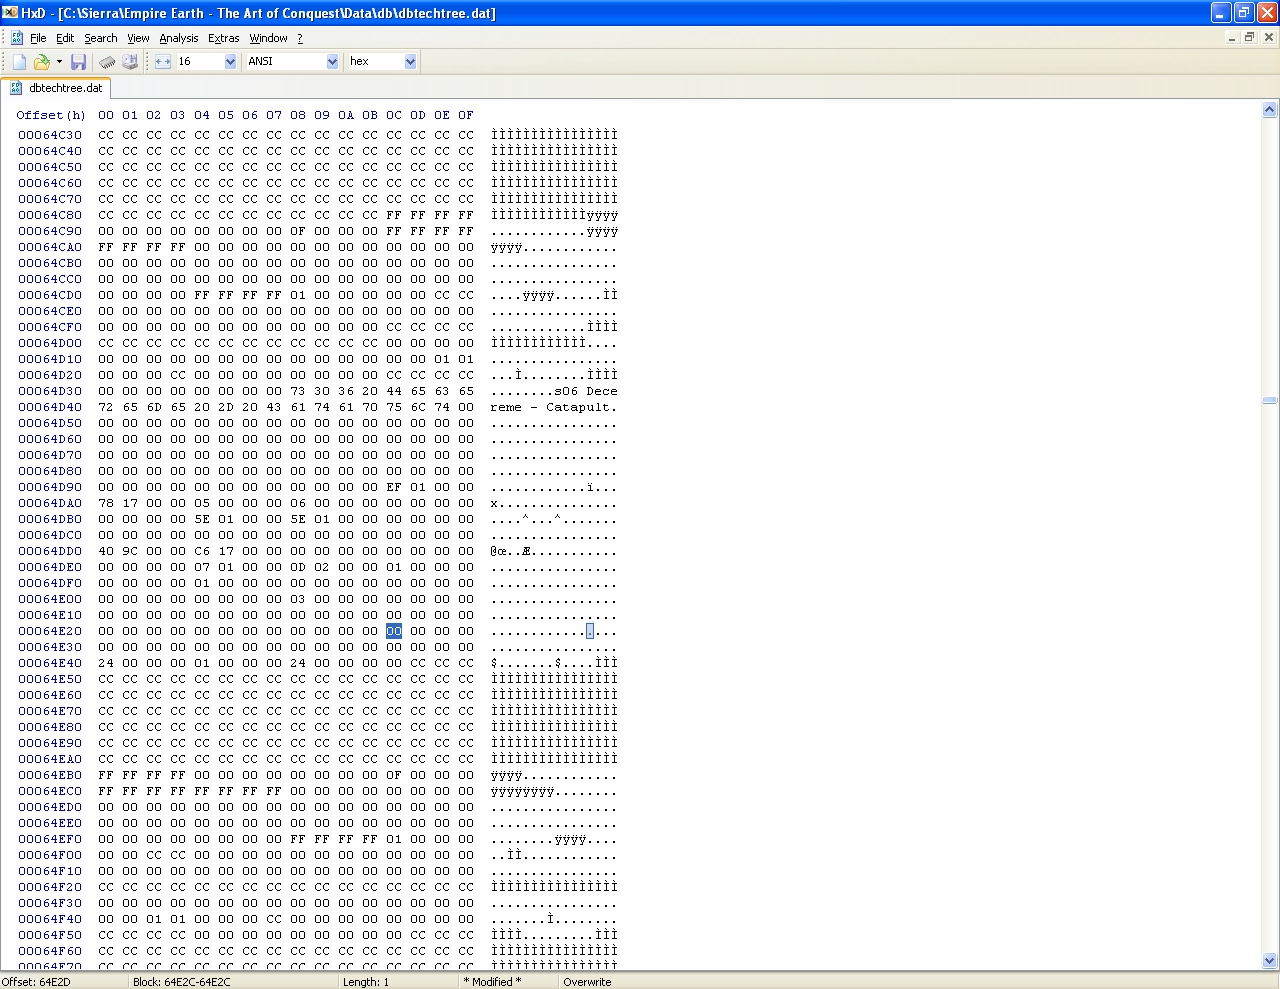 HxD - [C:\Sierra\Empire Earth - The Art of Conquest\Data\db\dbtechtree.dat]
File Edit Search View Analysis Extras Window ?
16 ANSI hex
dbtechtree.dat
Offset(h) 00 01 02 03 04 05 06 07 08 09 0A 0B 0C 0D 0E 0F
00064C30 CC CC CC CC CC CC CC CC CC CC CC CC CC CC CC CC ÌÌÌÌÌÌÌÌÌÌÌÌÌÌÌÌ
00064C40 CC CC CC CC CC CC CC CC CC CC CC CC CC CC CC CC ÌÌÌÌÌÌÌÌÌÌÌÌÌÌÌÌ
00064C50 CC CC CC CC CC CC CC CC CC CC CC CC CC CC CC CC ÌÌÌÌÌÌÌÌÌÌÌÌÌÌÌÌ
00064C60 CC CC CC CC CC CC CC CC CC CC CC CC CC CC CC CC ÌÌÌÌÌÌÌÌÌÌÌÌÌÌÌÌ
00064C70 CC CC CC CC CC CC CC CC CC CC CC CC CC CC CC CC ÌÌÌÌÌÌÌÌÌÌÌÌÌÌÌÌ
00064C80 CC CC CC CC CC CC CC CC CC CC CC CC FF FF FF FF ÌÌÌÌÌÌÌÌÌÌÌÌÿÿÿÿ
00064C90 00 00 00 00 00 00 00 00 0F 00 00 00 FF FF FF FF ............ÿÿÿÿ
00064CA0 FF FF FF FF 00 00 00 00 00 00 00 00 00 00 00 00 ÿÿÿÿ............
00064CB0 00 00 00 00 00 00 00 00 00 00 00 00 00 00 00 00 ................
00064CC0 00 00 00 00 00 00 00 00 00 00 00 00 00 00 00 00 ................
00064CD0 00 00 00 00 FF FF FF FF 01 00 00 00 00 00 CC CC ....ÿÿÿÿ......ÌÌ
00064CE0 00 00 00 00 00 00 00 00 00 00 00 00 00 00 00 00 ................
00064CF0 00 00 00 00 00 00 00 00 00 00 00 00 CC CC CC CC ............ÌÌÌÌ
00064D00 CC CC CC CC CC CC CC CC CC CC CC CC 00 00 00 00 ÌÌÌÌÌÌÌÌÌÌÌÌ....
00064D10 00 00 00 00 00 00 00 00 00 00 00 00 00 00 01 01 ................
00064D20 00 00 00 CC 00 00 00 00 00 00 00 00 CC CC CC CC ...Ì........ÌÌÌÌ
00064D30 00 00 00 00 00 00 00 00 73 30 36 20 44 65 63 65 ........s06 Dece
00064D40 72 65 6D 65 20 2D 20 43 61 74 61 70 75 6C 74 00 reme - Catapult.
00064D50 00 00 00 00 00 00 00 00 00 00 00 00 00 00 00 00 ................
00064D60 00 00 00 00 00 00 00 00 00 00 00 00 00 00 00 00 ................
00064D70 00 00 00 00 00 00 00 00 00 00 00 00 00 00 00 00 ................
00064D80 00 00 00 00 00 00 00 00 00 00 00 00 00 00 00 00 ................
00064D90 00 00 00 00 00 00 00 00 00 00 00 00 EF 01 00 00 ............ï...
00064DA0 78 17 00 00 05 00 00 00 06 00 00 00 00 00 00 00 x...............
00064DB0 00 00 00 00 5E 01 00 00 5E 01 00 00 00 00 00 00 ....^...^.......
00064DC0 00 00 00 00 00 00 00 00 00 00 00 00 00 00 00 00 ................
00064DD0 40 9C 00 00 C6 17 00 00 00 00 00 00 00 00 00 00 @œ..Æ...........
00064DE0 00 00 00 00 07 01 00 00 0D 02 00 00 01 00 00 00 ................
00064DF0 00 00 00 00 01 00 00 00 00 00 00 00 00 00 00 00 ................
00064E00 00 00 00 00 00 00 00 00 03 00 00 00 00 00 00 00 ................
00064E10 00 00 00 00 00 00 00 00 00 00 00 00 00 00 00 00 ................
00064E20 00 00 00 00 00 00 00 00 00 00 00 00 00 00 00 00 ................
00064E30 00 00 00 00 00 00 00 00 00 00 00 00 00 00 00 00 ................
00064E40 24 00 00 00 01 00 00 00 24 00 00 00 00 CC CC CC $.......$....ÌÌÌ
00064E50 CC CC CC CC CC CC CC CC CC CC CC CC CC CC CC CC ÌÌÌÌÌÌÌÌÌÌÌÌÌÌÌÌ
00064E60 CC CC CC CC CC CC CC CC CC CC CC CC CC CC CC CC ÌÌÌÌÌÌÌÌÌÌÌÌÌÌÌÌ
00064E70 CC CC CC CC CC CC CC CC CC CC CC CC CC CC CC CC ÌÌÌÌÌÌÌÌÌÌÌÌÌÌÌÌ
00064E80 CC CC CC CC CC CC CC CC CC CC CC CC CC CC CC CC ÌÌÌÌÌÌÌÌÌÌÌÌÌÌÌÌ
00064E90 CC CC CC CC CC CC CC CC CC CC CC CC CC CC CC CC ÌÌÌÌÌÌÌÌÌÌÌÌÌÌÌÌ
00064EA0 CC CC CC CC CC CC CC CC CC CC CC CC CC CC CC CC ÌÌÌÌÌÌÌÌÌÌÌÌÌÌÌÌ
00064EB0 FF FF FF FF 00 00 00 00 00 00 00 00 0F 00 00 00 ÿÿÿÿ............
00064EC0 FF FF FF FF FF FF FF FF 00 00 00 00 00 00 00 00 ÿÿÿÿÿÿÿÿ........
00064ED0 00 00 00 00 00 00 00 00 00 00 00 00 00 00 00 00 ................
00064EE0 00 00 00 00 00 00 00 00 00 00 00 00 00 00 00 00 ................
00064EF0 00 00 00 00 00 00 00 00 FF FF FF FF 01 00 00 00 ........ÿÿÿÿ....
00064F00 00 00 CC CC 00 00 00 00 00 00 00 00 00 00 00 00 ..ÌÌ............
00064F10 00 00 00 00 00 00 00 00 00 00 00 00 00 00 00 00 ................
00064F20 CC CC CC CC CC CC CC CC CC CC CC CC CC CC CC CC ÌÌÌÌÌÌÌÌÌÌÌÌÌÌÌÌ
00064F30 00 00 00 00 00 00 00 00 00 00 00 00 00 00 00 00 ................
00064F40 00 00 01 01 00 00 00 CC 00 00 00 00 00 00 00 00 .......Ì........
00064F50 CC CC CC CC 00 00 00 00 00 00 00 00 00 CC CC CC ÌÌÌÌ.........ÌÌÌ
00064F60 CC CC CC CC CC CC CC CC CC CC CC CC CC CC CC CC ÌÌÌÌÌÌÌÌÌÌÌÌÌÌÌÌ
00064F70 CC CC CC CC CC CC CC CC CC CC CC CC CC CC CC CC ÌÌÌÌÌÌÌÌÌÌÌÌÌÌÌÌ
Offset: 64E2D Block: 64E2C-64E2C Length: 1 * Modified * Overwrite